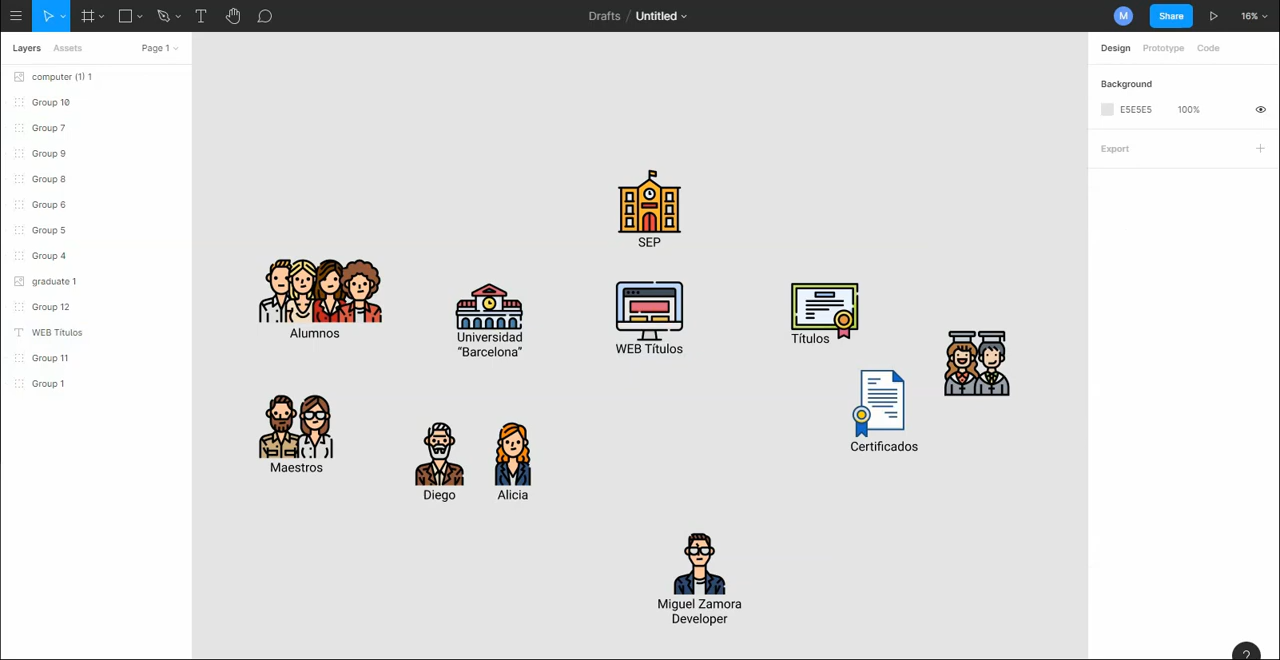 Drafts / Untitled
M
Share
16%
Layers
Assets
Page 1
Design
Prototype
Code
computer (1) 1
Group 10
Group 7
Group 9
Group 8
Group 6
Group 5
Group 4
graduate 1
Group 12
WEB Títulos
Group 11
Group 1
Background
E5E5E5
100%
Export
SEP
Alumnos
Universidad
“Barcelona”
WEB Títulos
Títulos
Certificados
Maestros
Diego
Alicia
Miguel Zamora
Developer
?